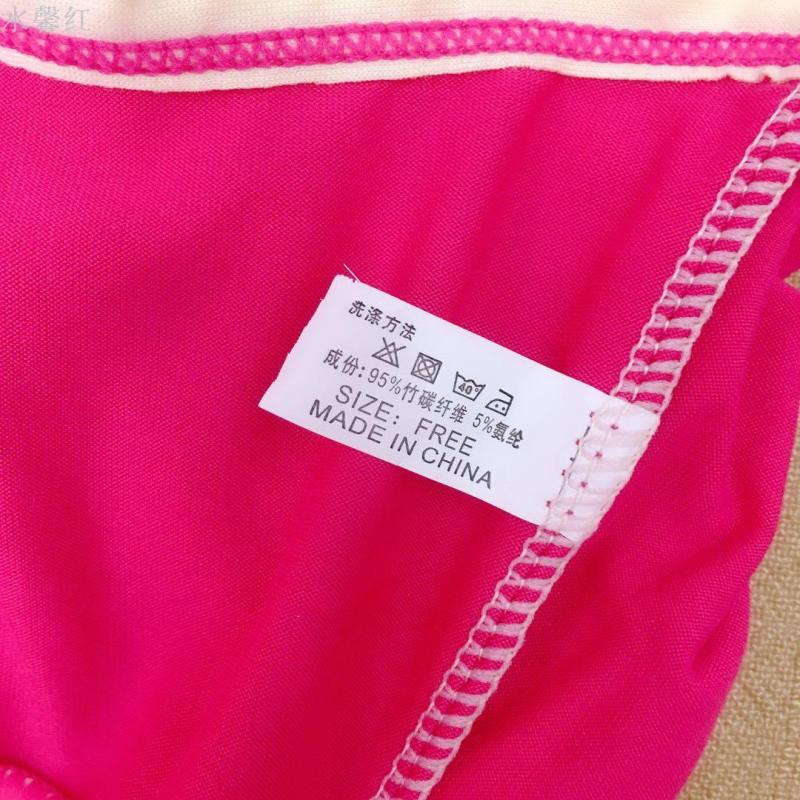 水馨红
洗涤方法
40°
成份:95%竹碳纤维 5%氨纶
SIZE: FREE
MADE IN CHINA